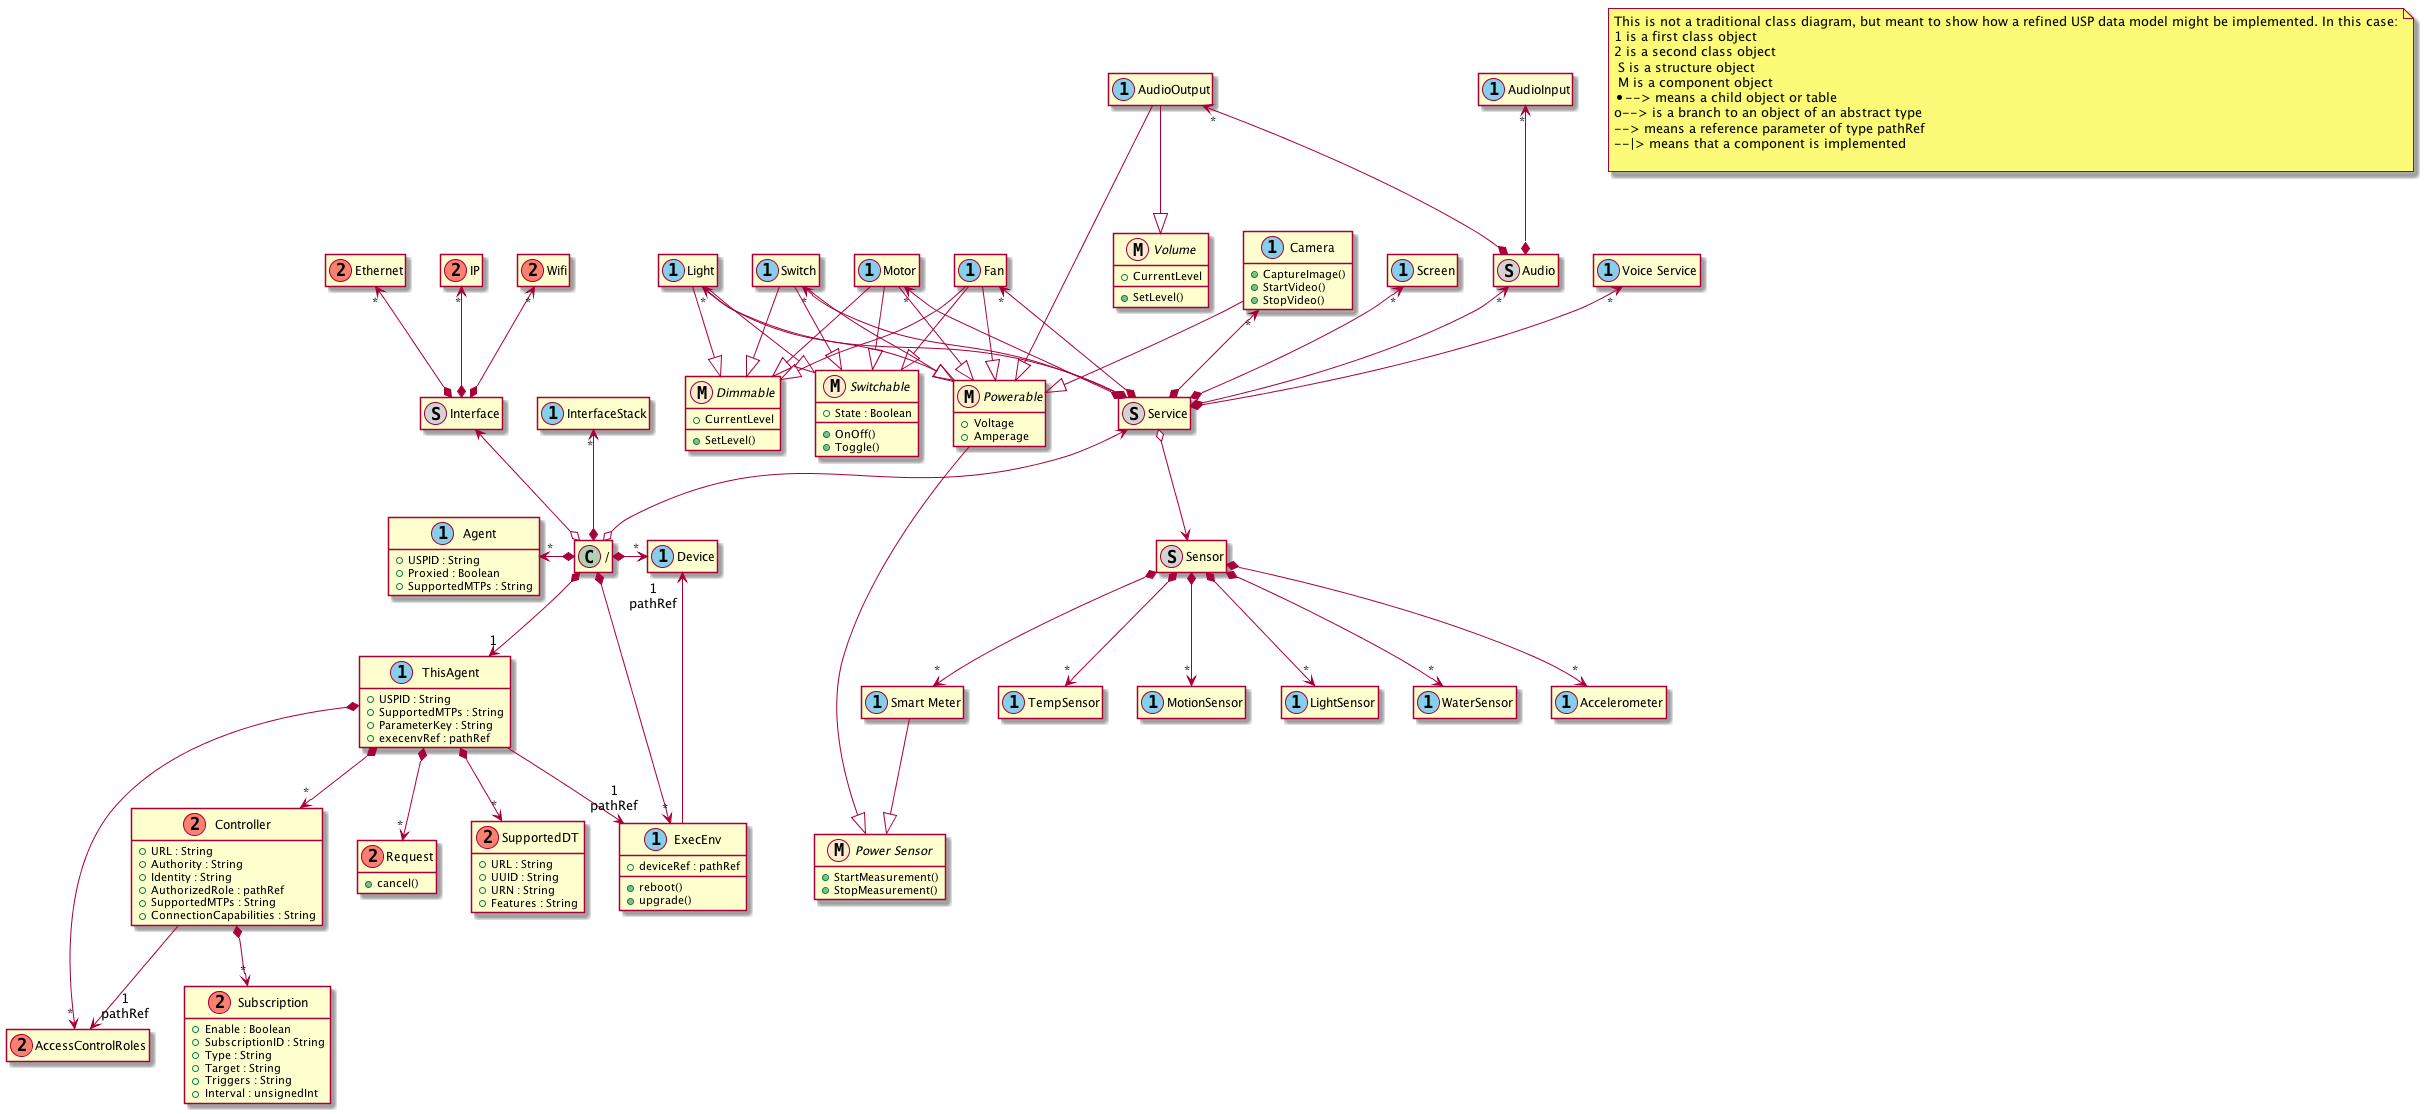 This is not a traditional class diagram, but meant to show how a refined USP data model might be implemented. In this case:
1 is a first class object
2 is a second class object
S is a structure object
M is a component object
•--> means a child object or table
o--> is a branch to an object of an abstract type
--> means a reference parameter of type pathRef
--|> means that a component is implemented
1 AudioOutput
*
1 AudioInput
*
2 Ethernet
*
2 IP
*
2 Wifi
*
1 Light
*
1 Switch
*
1 Motor
*
1 Fan
*
M Volume
CurrentLevel
SetLevel()
1 Camera
CaptureImage()
StartVideo()
StopVideo()
*
1 Screen
*
S Audio
*
1 Voice Service
*
S Interface
1 InterfaceStack
*
M Dimmable
CurrentLevel
SetLevel()
M Switchable
State : Boolean
OnOff()
Toggle()
M Powerable
Voltage
Amperage
S Service
1 Agent
USPID : String
Proxied : Boolean
SupportedMTPs : String
*
C /
*
1 Device
1
pathRef
S Sensor
1
1 ThisAgent
USPID : String
SupportedMTPs : String
ParameterKey : String
execenvRef : pathRef
*
1 Smart Meter
*
1 TempSensor
*
1 MotionSensor
*
1 LightSensor
*
1 WaterSensor
*
1 Accelerometer
*
2 Controller
URL : String
Authority : String
Identity : String
AuthorizedRole : pathRef
SupportedMTPs : String
ConnectionCapabilities : String
*
2 Request
cancel()
*
2 SupportedDT
URL : String
UUID : String
URN : String
Features : String
1
pathRef
*
1 ExecEnv
deviceRef : pathRef
reboot()
upgrade()
M Power Sensor
StartMeasurement()
StopMeasurement()
*
1
pathRef
2 AccessControlRoles
*
2 Subscription
Enable : Boolean
SubscriptionID : String
Type : String
Target : String
Triggers : String
Interval : unsignedInt